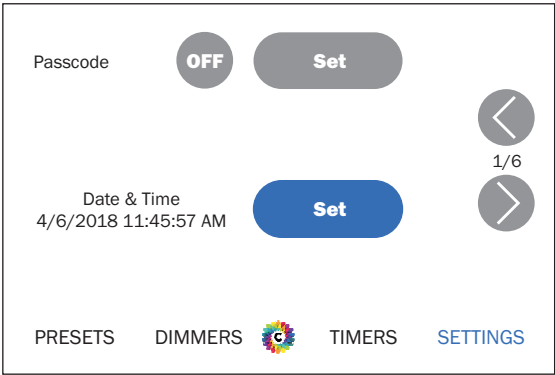 Passcode
OFF
Set
1/6
Date & Time
4/6/2018 11:45:57 AM
Set
PRESETS
DIMMERS
C
TIMERS
SETTINGS